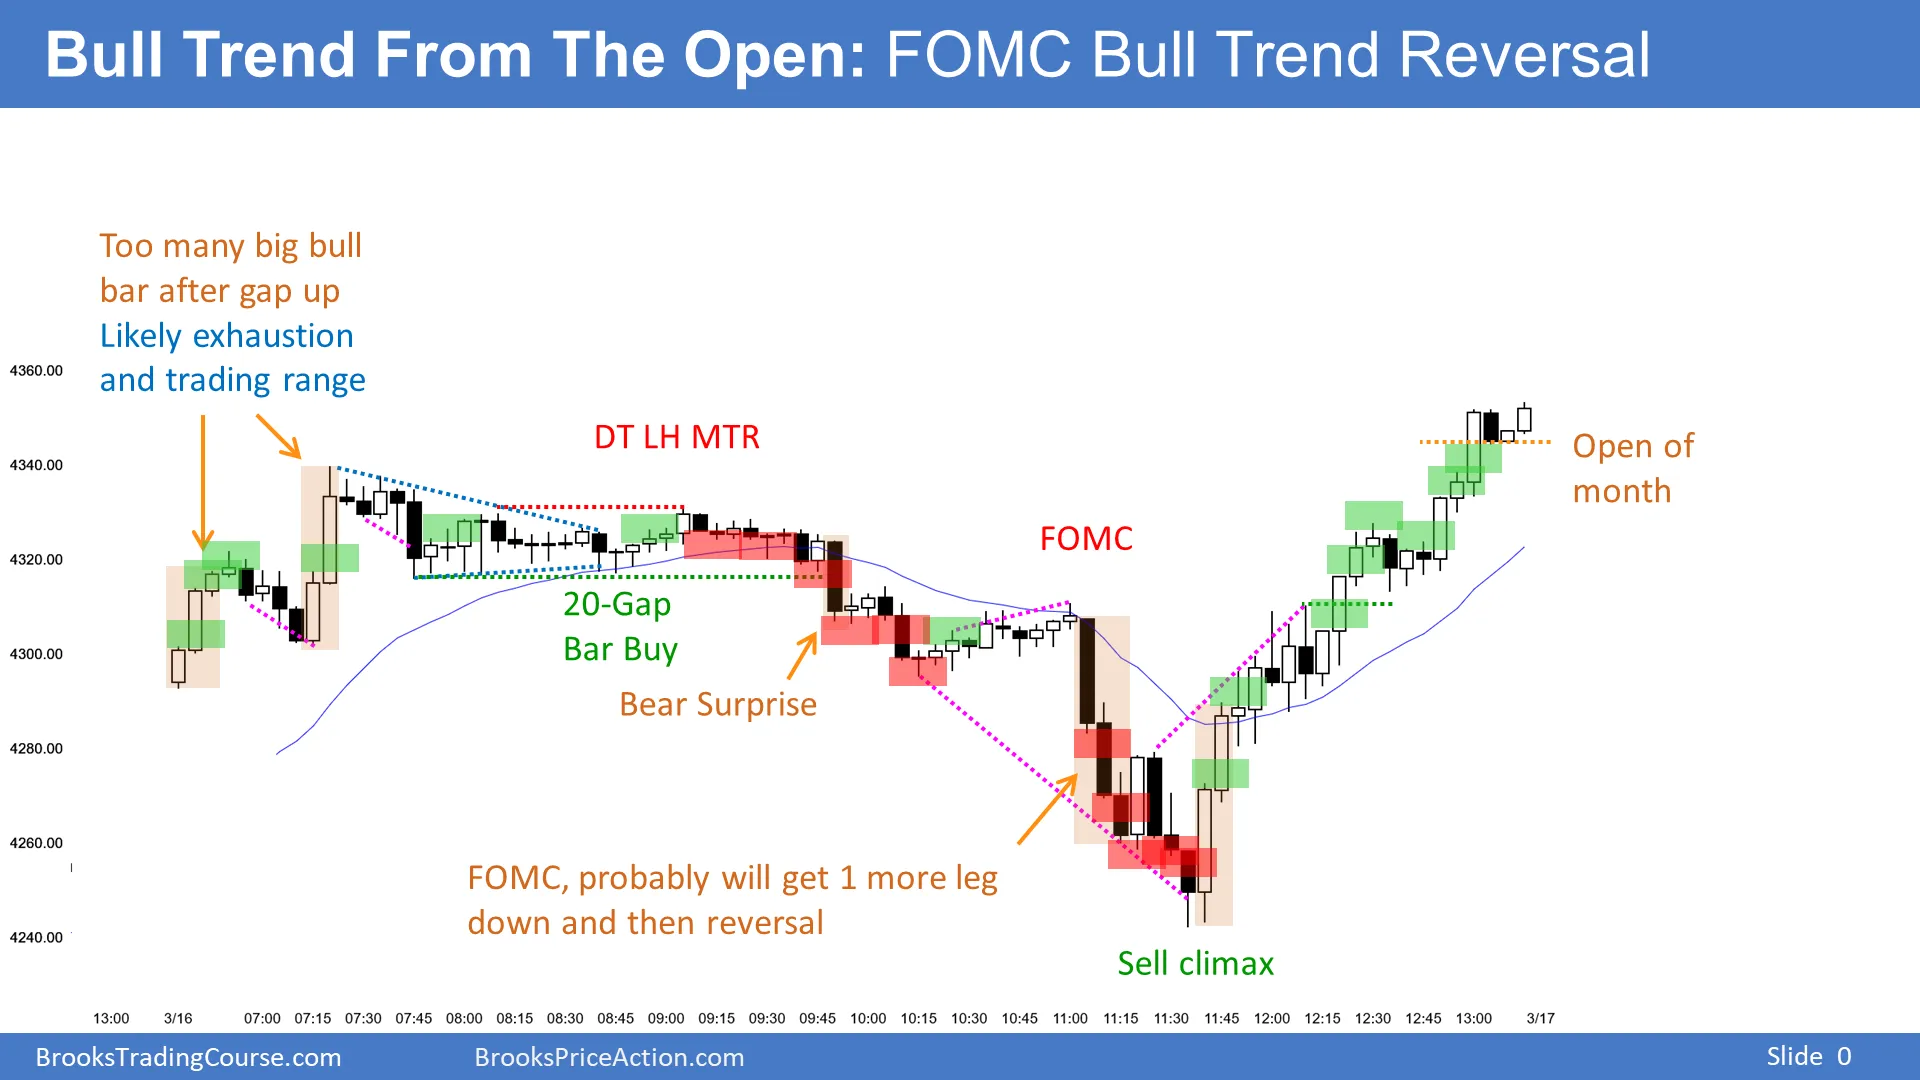 Bull Trend From The Open: FOMC Bull Trend Reversal
Too many big bull
bar after gap up
Likely exhaustion
and trading range
DT LH MTR
FOMC
Open of
month
20-Gap
Bar Buy
Bear Surprise
FOMC, probably will get 1 more leg
down and then reversal
Sell climax
4360.00
4340.00
4320.00
4300.00
4280.00
4260.00
4240.00
13:00 3/16 07:00 07:15 07:30 07:45 08:00 08:15 08:30 08:45 09:00 09:15 09:30 09:45 10:00 10:15 10:30 10:45 11:00 11:15 11:30 11:45 12:00 12:15 12:30 12:45 13:00 3/17
BrooksTradingCourse.com BrooksPriceAction.com Slide 0